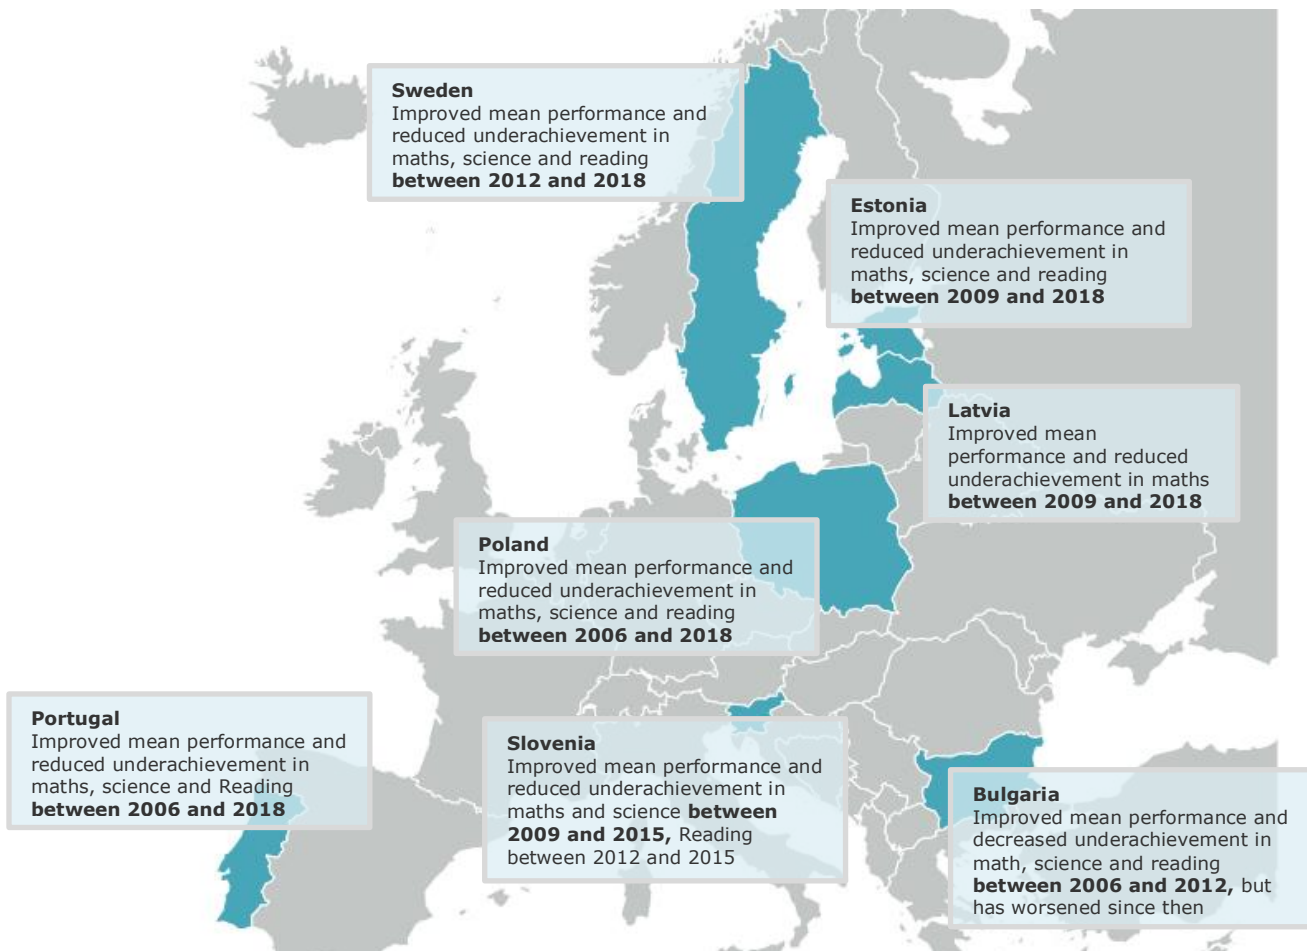 Sweden
Improved mean performance and
reduced underachievement in
maths, science and reading
between 2012 and 2018
Estonia
Improved mean performance and
reduced underachievement in
maths, science and reading
between 2009 and 2018
Latvia
Improved mean
performance and reduced
underachievement in maths
between 2009 and 2018
Poland
Improved mean performance and
reduced underachievement in
maths, science and reading
between 2006 and 2018
Portugal
Improved mean performance and
reduced underachievement in
maths, science and Reading
between 2006 and 2018
Slovenia
Improved mean performance and
reduced underachievement in
maths and science between
2009 and 2015, Reading
between 2012 and 2015
Bulgaria
Improved mean performance and
decreased underachievement in
math, science and reading
between 2006 and 2012, but
has worsened since then